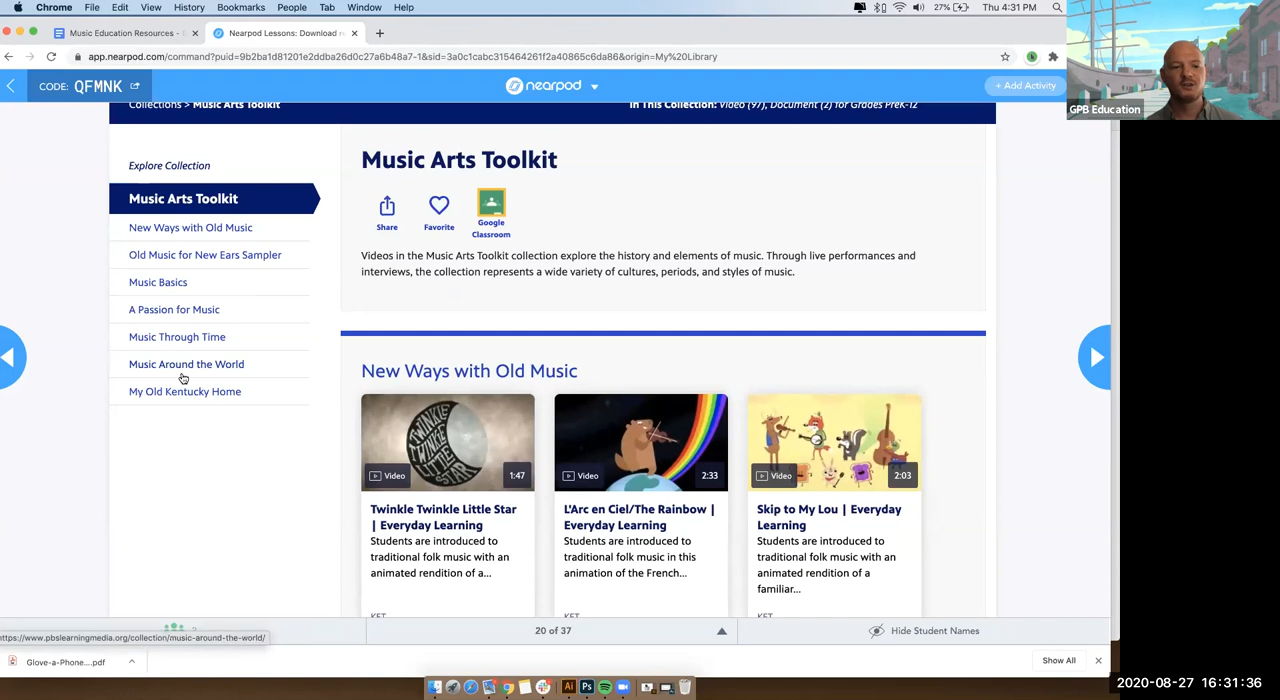 Chrome File Edit View History Bookmarks People Tab Window Help
27% Thu 4:31 PM
Music Education Resources -
Nearpod Lessons: Download r
app.nearpod.com/command?puid=9b2ba1d81201e2ddba26d0c27a6b48a7-1&sid=3a0c1cabc315464261f2a40865c6da86&origin=My%20Library
CODE: QFMNK
nearpod
+ Add Activity
GPB Education
Collections > Music Arts Toolkit
In This Collection: Video (97), Document (2) for Grades PreK-12
Explore Collection
Music Arts Toolkit
New Ways with Old Music
Old Music for New Ears Sampler
Music Basics
A Passion for Music
Music Through Time
Music Around the World
My Old Kentucky Home
Music Arts Toolkit
Share
Favorite
Google Classroom
Videos in the Music Arts Toolkit collection explore the history and elements of music. Through live performances and
interviews, the collection represents a wide variety of cultures, periods, and styles of music.
New Ways with Old Music
TWINKLE TWINKLE LITTLE STAR
Video 1:47
Video 2:33
Video 2:03
Twinkle Twinkle Little Star
| Everyday Learning
Students are introduced to
traditional folk music with an
animated rendition of a...
KET
L'Arc en Ciel/The Rainbow |
Everyday Learning
Students are introduced to
traditional folk music in this
animation of the French...
KET
Skip to My Lou | Everyday
Learning
Students are introduced to
traditional folk music with an
animated rendition of a
familiar...
KET
https://www.pbslearningmedia.org/collection/music-around-the-world/
20 of 37
Hide Student Names
Glove-a-Phone....pdf
Show All
Ai
Ps
2020-08-27 16:31:36